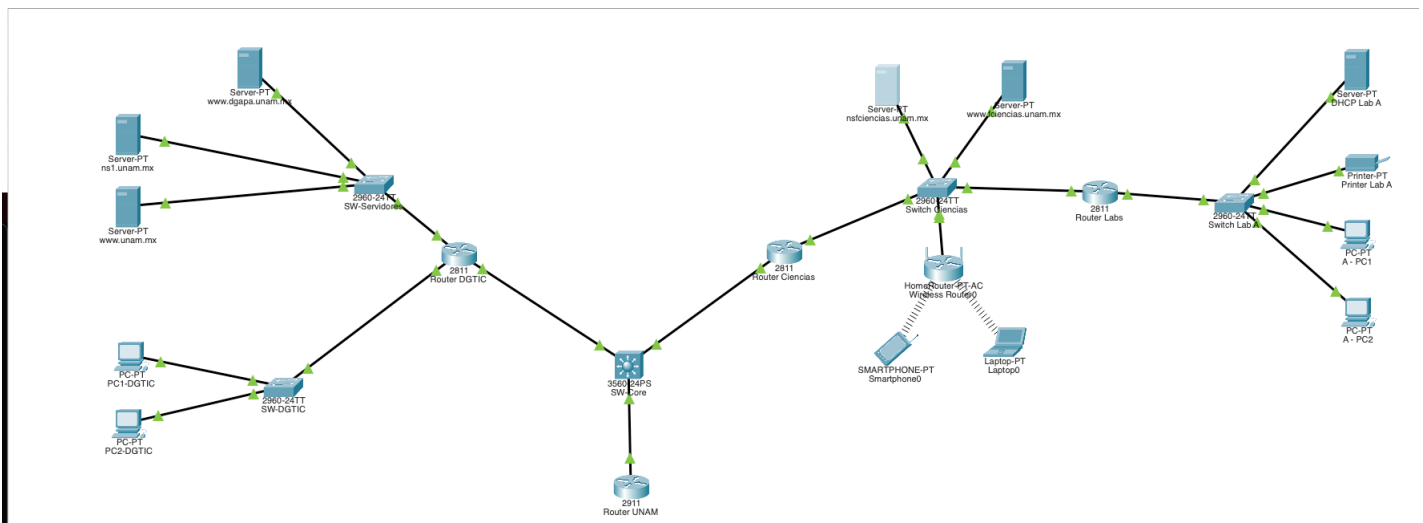 Server-PT
www.dgapa.unam.mx
Server-PT
ns1.unam.mx
Server-PT
www.unam.mx
2960-24TT
SW-Servidores
2811
Router DGTIC
PC-PT
PC1-DGTIC
PC-PT
PC2-DGTIC
2960-24TT
SW-DGTIC
3560-24PS
SW-Core
2911
Router UNAM
2811
Router Ciencias
Server-PT
nsfciencias.unam.mx
Server-PT
www.fciencias.unam.mx
2960-24TT
Switch Ciencias
HomeRouter-PT-AC
Wireless Router0
SMARTPHONE-PT
Smartphone0
Laptop-PT
Laptop0
2811
Router Labs
2960-24TT
Switch Lab A
Server-PT
DHCP Lab A
Printer-PT
Printer Lab A
PC-PT
A - PC1
PC-PT
A - PC2